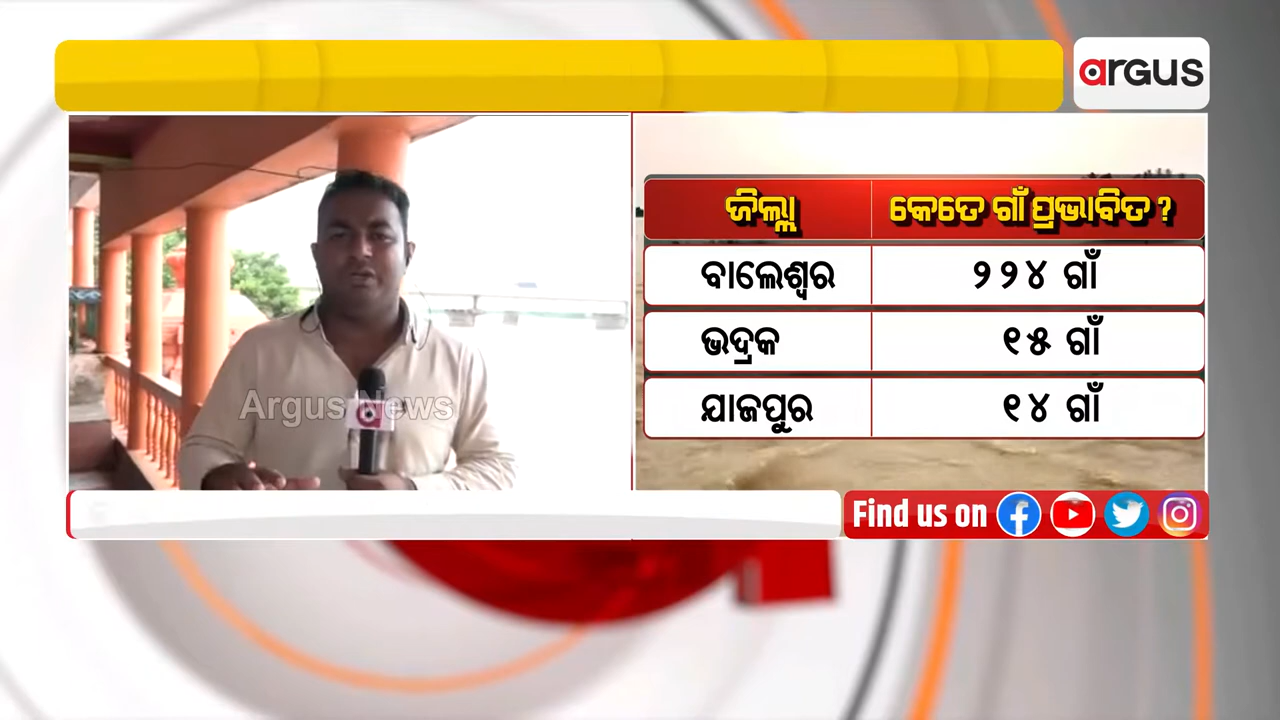 argus
ଜିଲ୍ଲା କେତେ ଗାଁ ପ୍ରଭାବିତ ?
ବାଲେଶ୍ୱର ୨୨୪ ଗାଁ
ଭଦ୍ରକ ୧୫ ଗାଁ
ଯାଜପୁର ୧୪ ଗାଁ
Argus News
Find us on